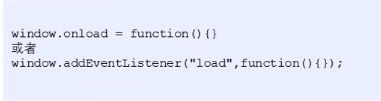 window.onload = function(){}
或者
window.addEventListener("load",function(){});